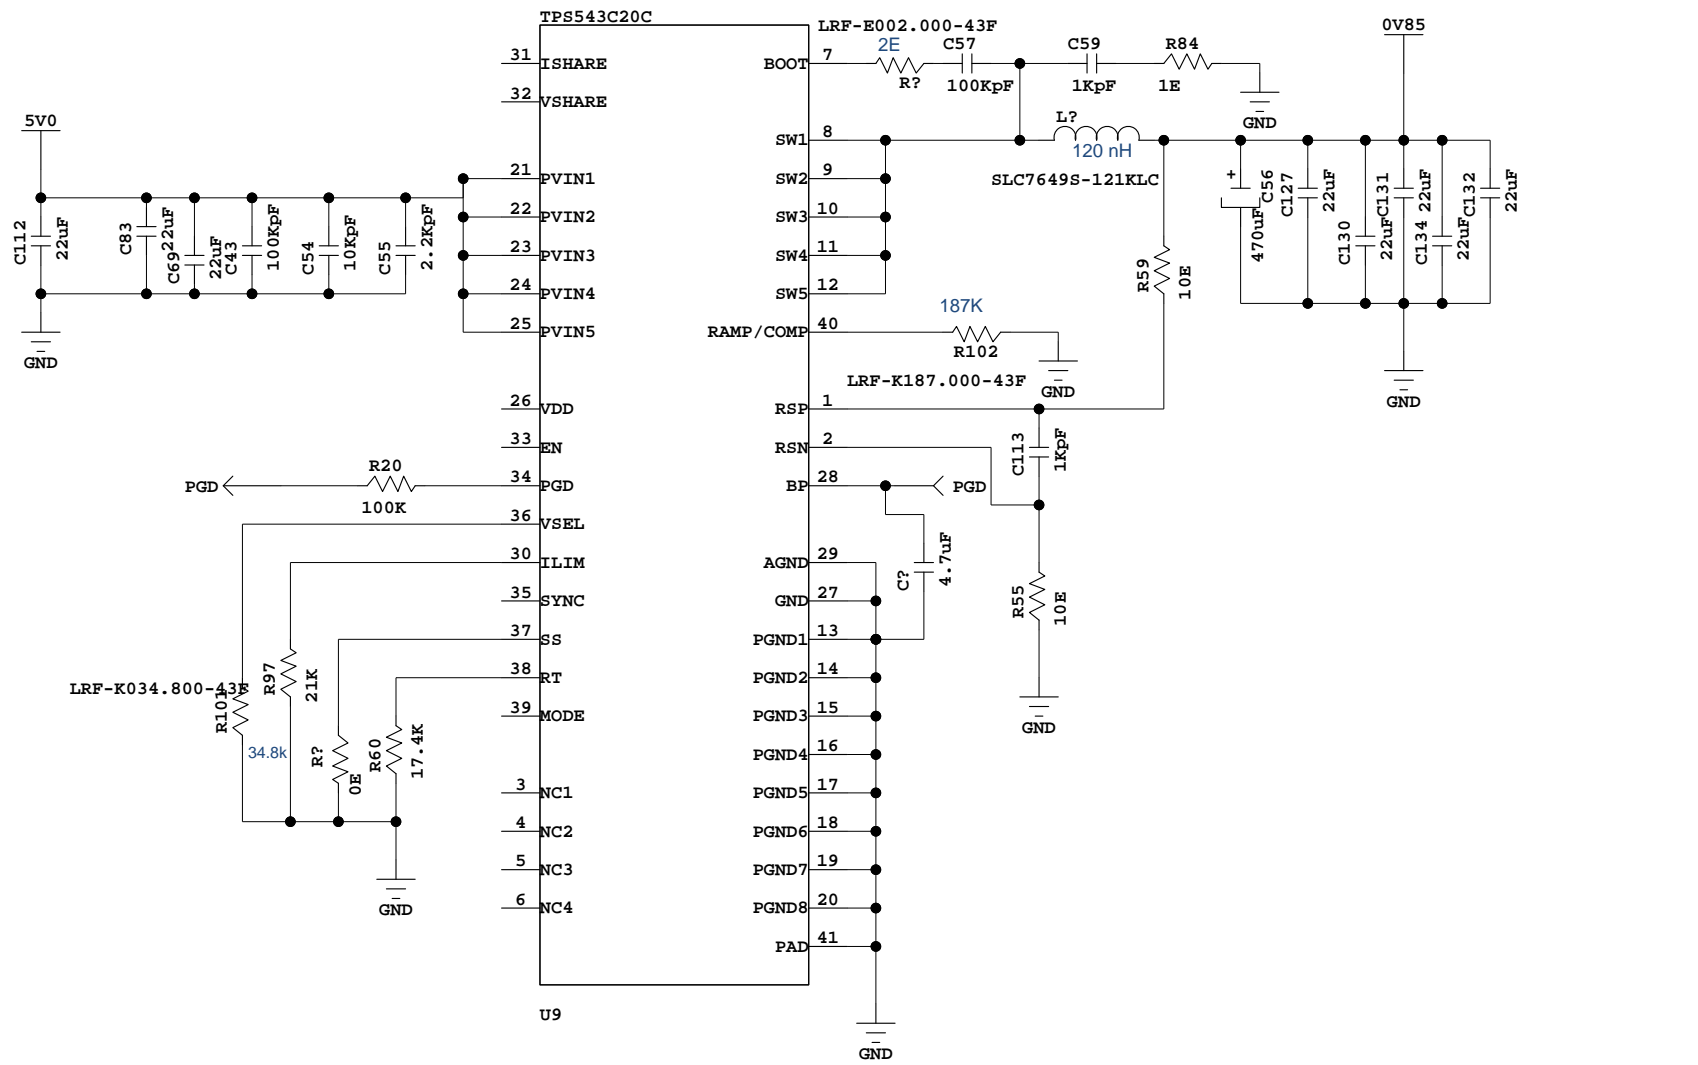 TPS543C20C
LRF-E002.000-43F
0V85
2E
C57
C59
R84
31
ISHARE
BOOT
7
R?
100KpF
1KpF
1E
32
VSHARE
GND
5V0
L?
SW1
8
120 nH
SLC7649S-121KLC
21
PVIN1
SW2
9
22
PVIN2
SW3
10
23
PVIN3
SW4
11
24
PVIN4
SW5
12
25
PVIN5
RAMP/COMP
40
187K
R102
GND
LRF-K187.000-43F
C112
22uF
C83
22uF
C69
22uF
C43
100KpF
C54
10KpF
C55
2.2KpF
GND
R59
10E
+
C56
470uF
C127
22uF
C130
22uF
C131
22uF
C134
22uF
C132
22uF
GND
26
VDD
RSP
1
33
EN
RSN
2
C113
1KpF
PGD
R20
100K
34
PGD
BP
28
PGD
36
VSEL
30
ILIM
AGND
29
C?
4.7uF
35
SYNC
GND
27
R55
10E
37
SS
PGND1
13
38
RT
PGND2
14
LRF-K034.800-43F
R101
34.8k
R97
21K
R?
0E
R60
17.4K
39
MODE
PGND3
15
GND
PGND4
16
3
NC1
PGND5
17
4
NC2
PGND6
18
5
NC3
PGND7
19
6
NC4
PGND8
20
GND
PAD
41
U9
GND